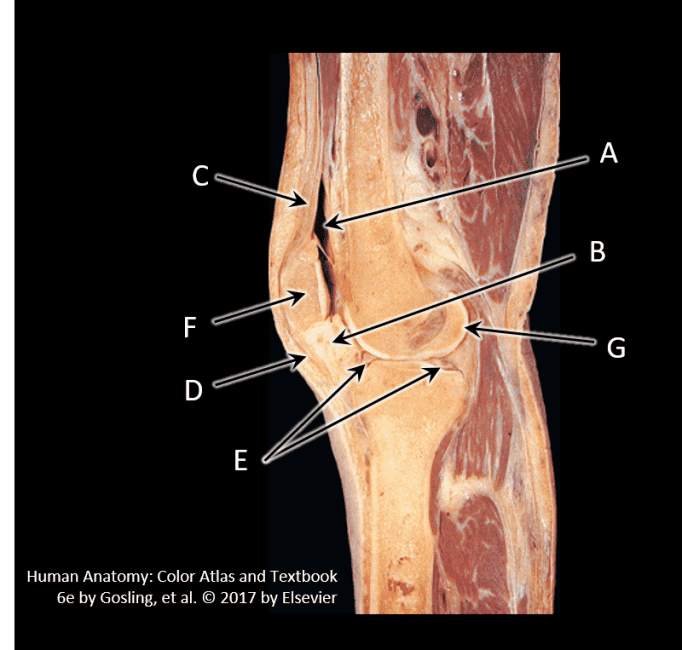 A
C
B
F
G
D
E
Human Anatomy: Color Atlas and Textbook
6e by Gosling, et al. © 2017 by Elsevier